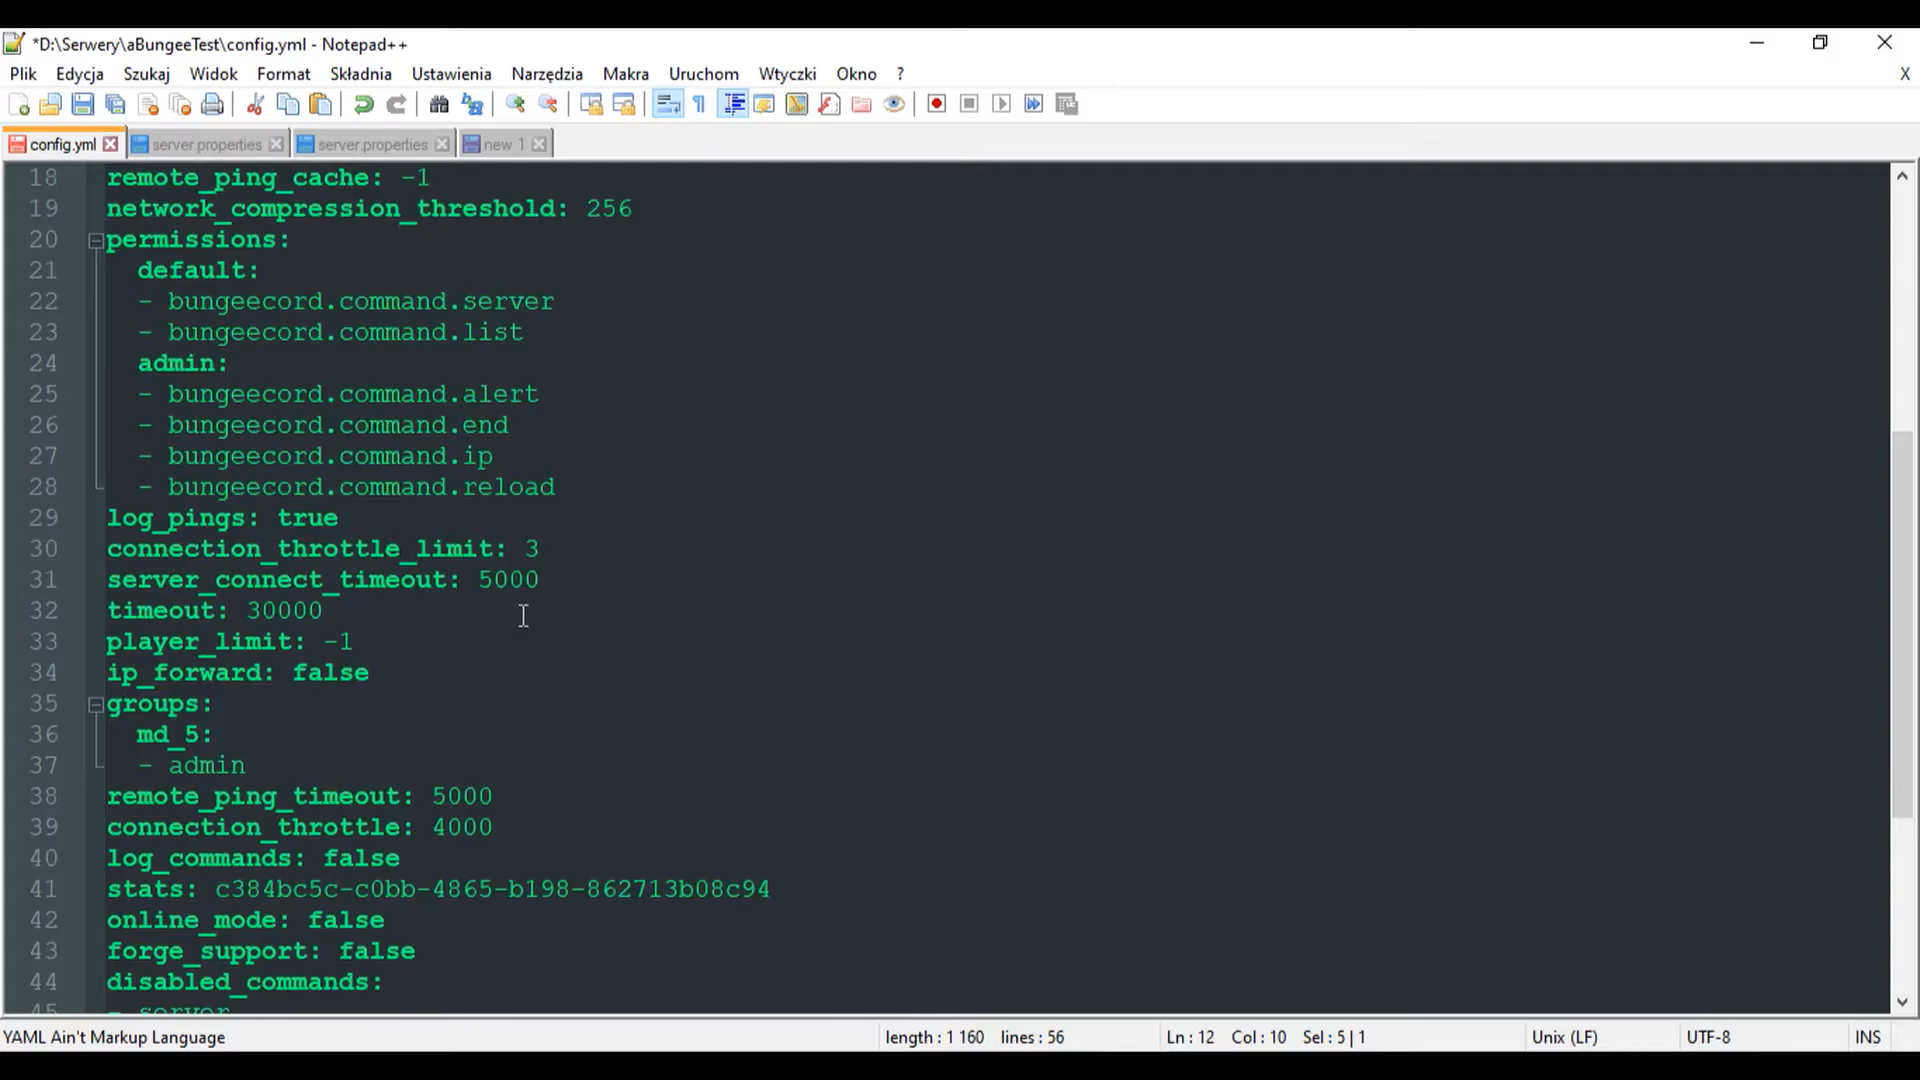 *D:\Serwery\aBungeeTest\config.yml - Notepad++
Plik Edycja Szukaj Widok Format Składnia Ustawienia Narzędzia Makra Uruchom Wtyczki Okno ? X
config.yml server.properties server.properties new 1
18 remote_ping_cache: -1
19 network_compression_threshold: 256
20 permissions:
21 default:
22 - bungeecord.command.server
23 - bungeecord.command.list
24 admin:
25 - bungeecord.command.alert
26 - bungeecord.command.end
27 - bungeecord.command.ip
28 - bungeecord.command.reload
29 log_pings: true
30 connection_throttle_limit: 3
31 server_connect_timeout: 5000
32 timeout: 30000
33 player_limit: -1
34 ip_forward: false
35 groups:
36 md_5:
37 - admin
38 remote_ping_timeout: 5000
39 connection_throttle: 4000
40 log_commands: false
41 stats: c384bc5c-c0bb-4865-b198-862713b08c94
42 online_mode: false
43 forge_support: false
44 disabled_commands:
45 - server
YAML Ain't Markup Language length : 1 160 lines : 56 Ln : 12 Col : 10 Sel : 5 | 1 Unix (LF) UTF-8 INS